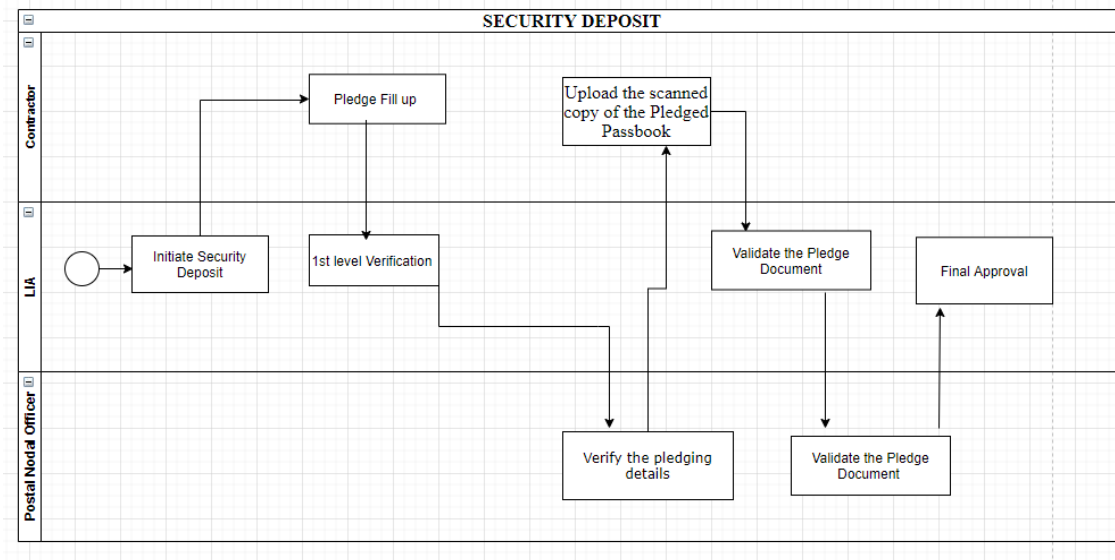 SECURITY DEPOSIT
Contractor
Pledge Fill up
Upload the scanned
copy of the Pledged
Passbook
LIA
Initiate Security
Deposit
1st level Verification
Validate the Pledge
Document
Final Approval
Postal Nodal Officer
Verify the pledging
details
Validate the Pledge
Document